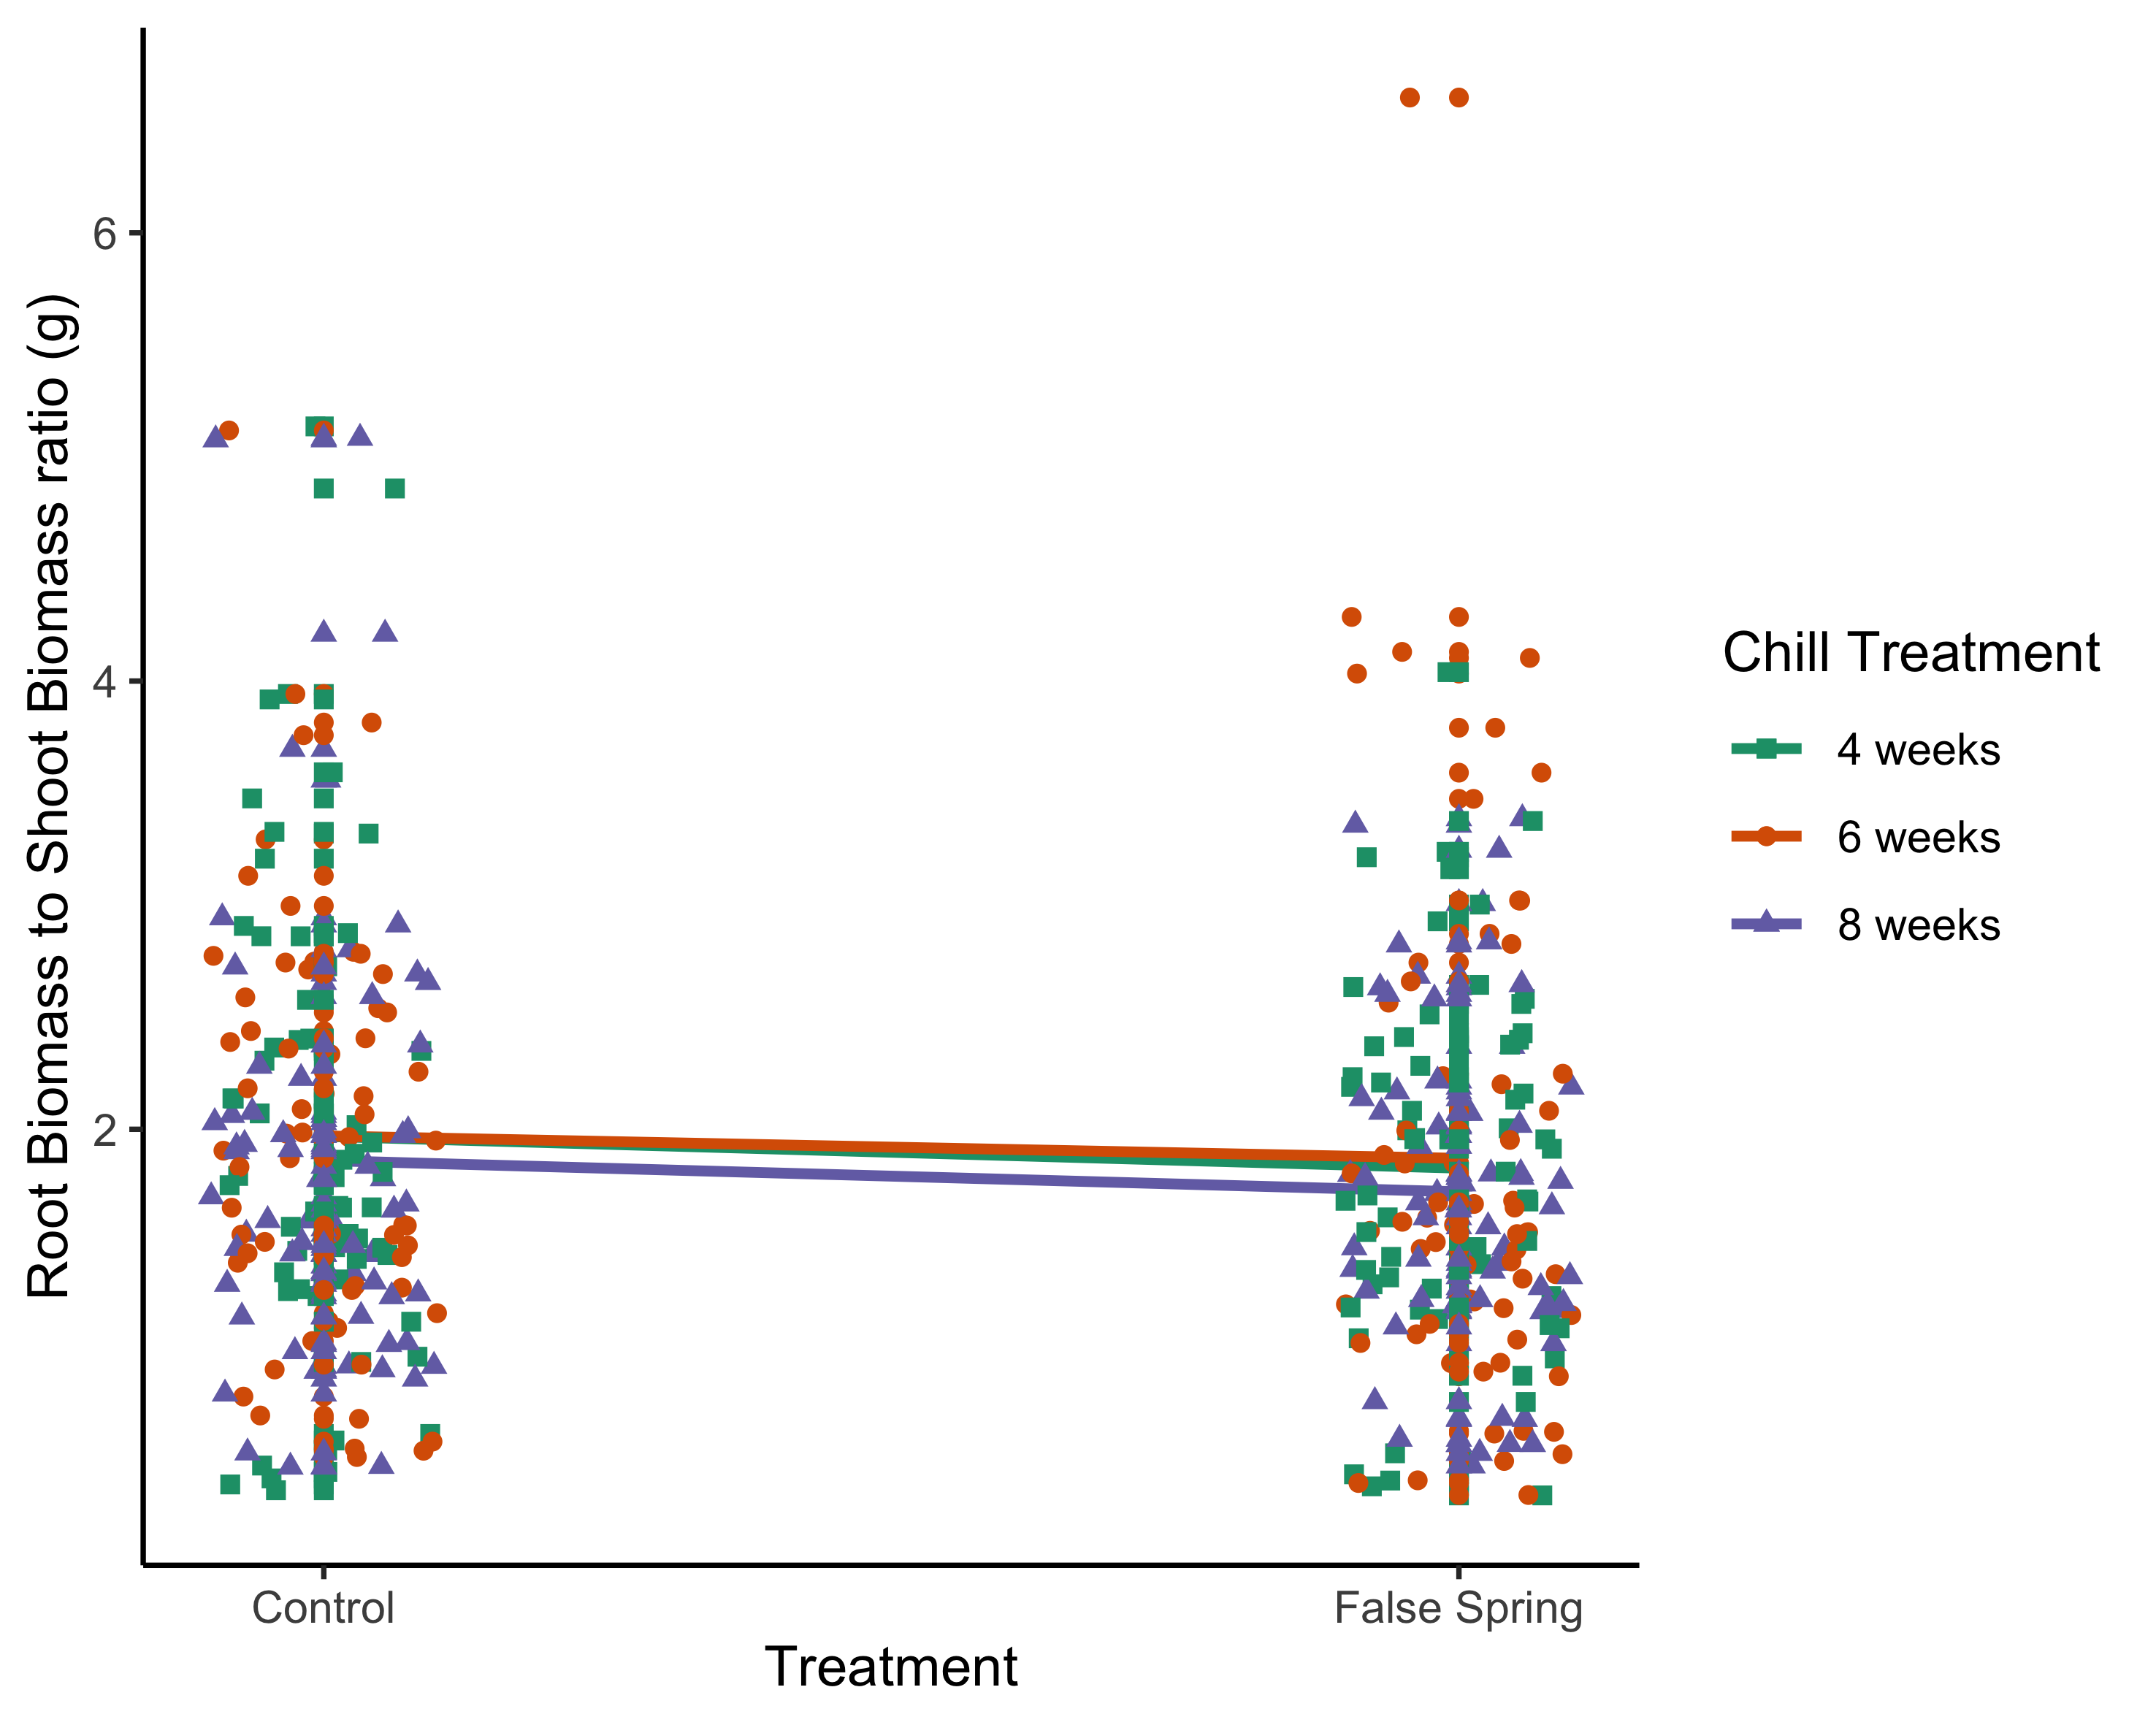 Root Biomass to Shoot Biomass ratio (g)
6
4
2
Control
False Spring
Treatment
Chill Treatment
4 weeks
6 weeks
8 weeks